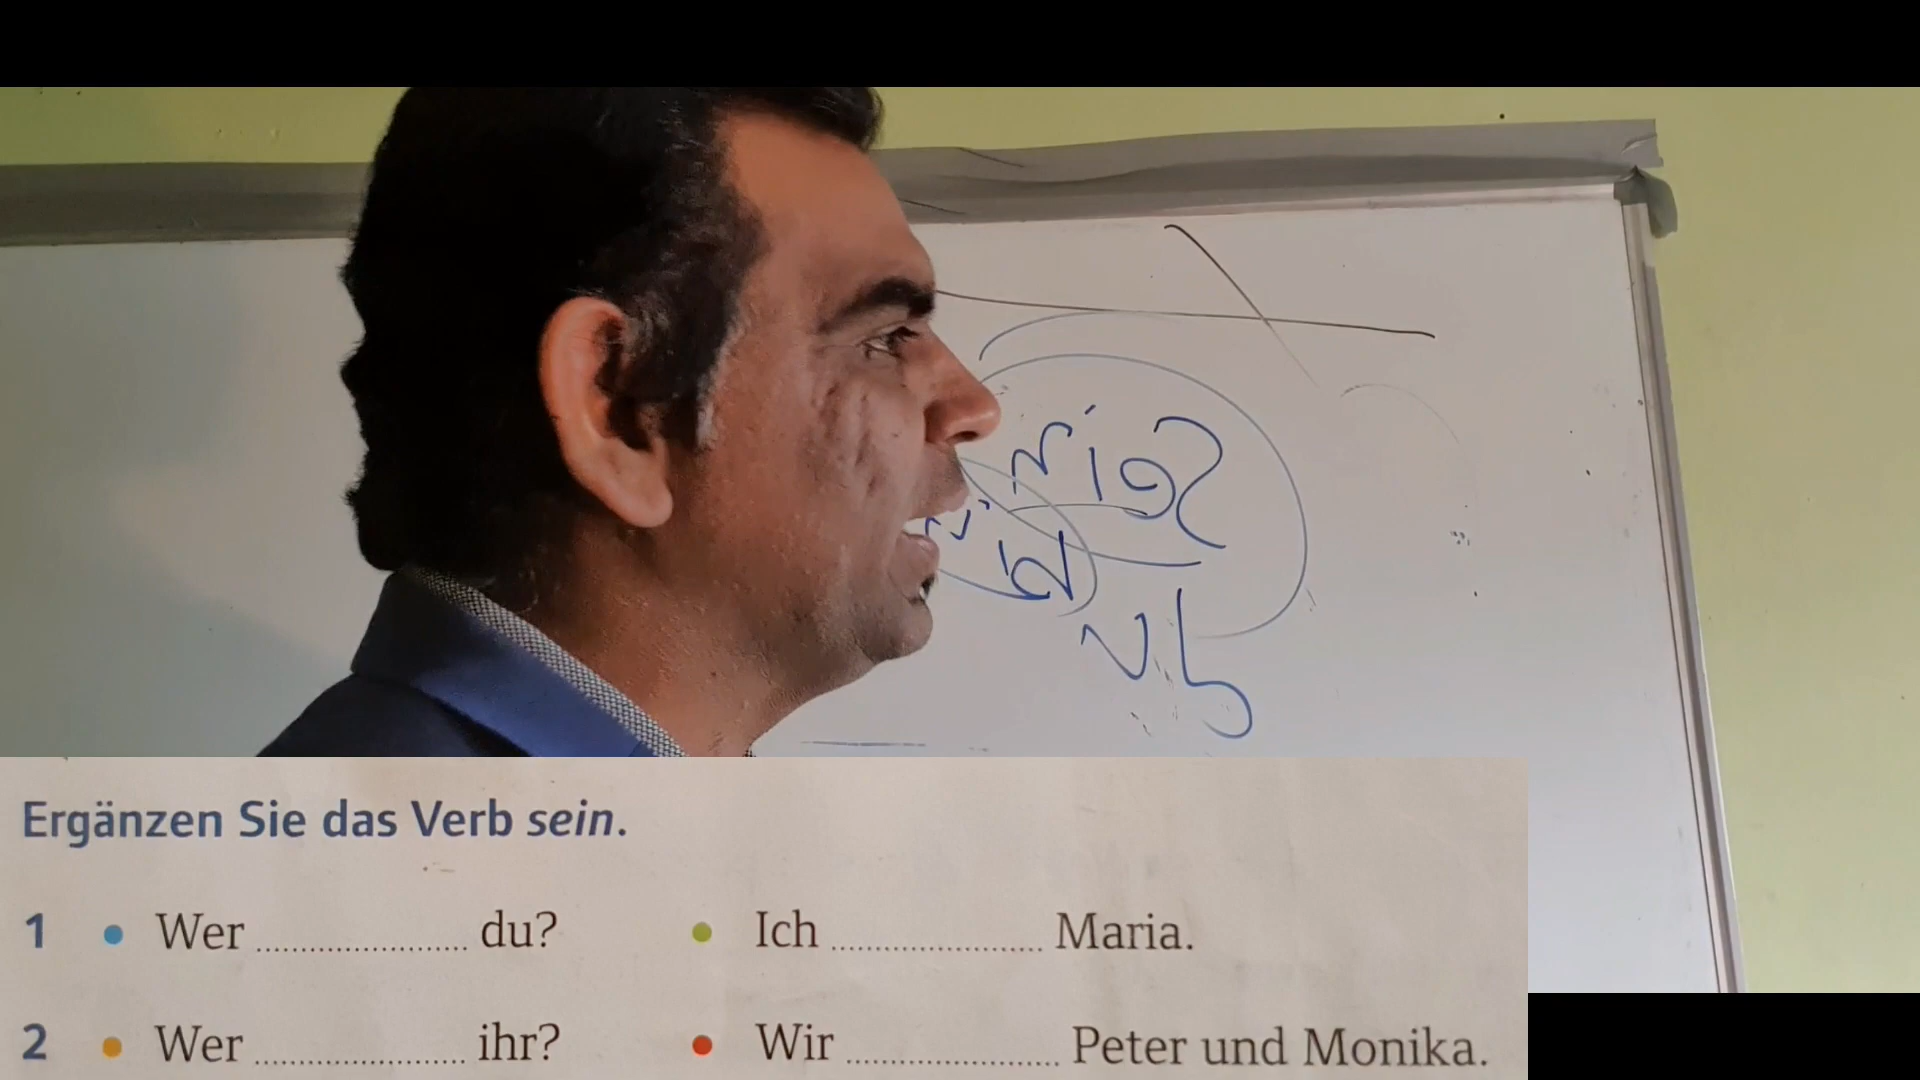 Ergänzen Sie das Verb sein.
1 • Wer .................... du? • Ich .................... Maria.
2 • Wer .................... ihr? • Wir .................... Peter und Monika.